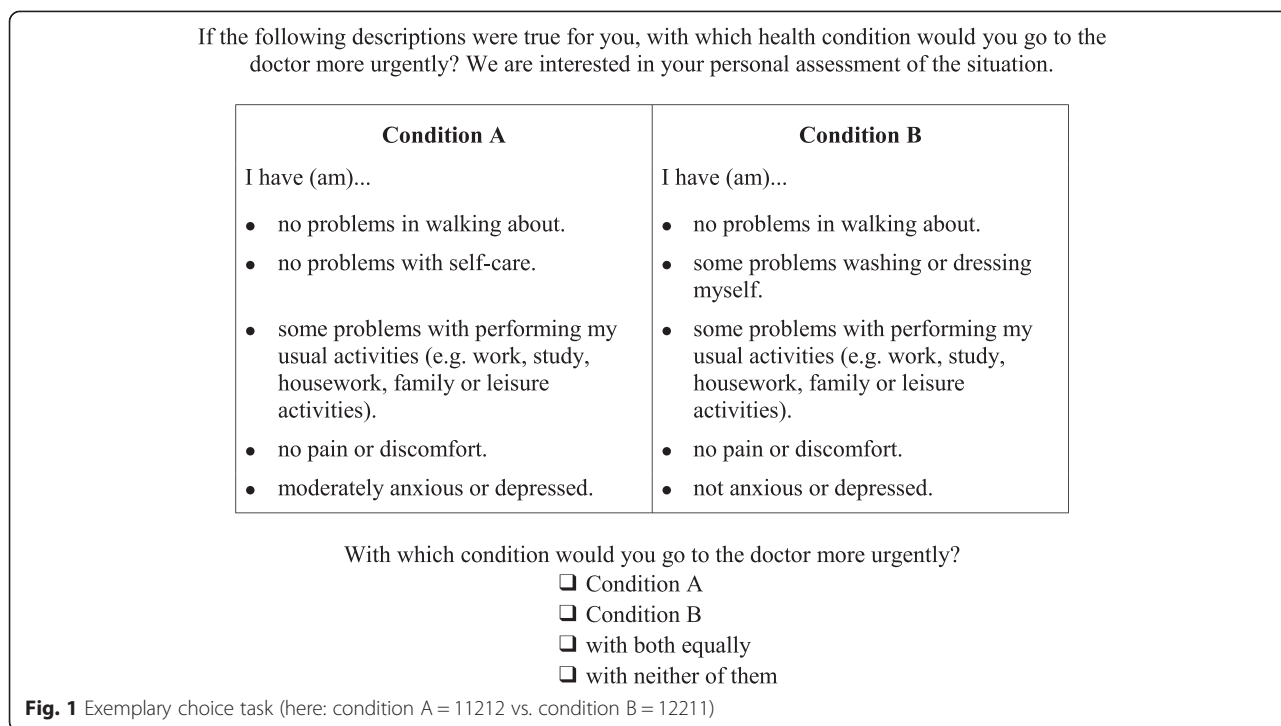 If the following descriptions were true for you, with which health condition would you go to the
doctor more urgently? We are interested in your personal assessment of the situation.
Condition A
I have (am)...
• no problems in walking about.
• no problems with self-care.
• some problems with performing my
usual activities (e.g. work, study,
housework, family or leisure
activities).
• no pain or discomfort.
• moderately anxious or depressed.
Condition B
I have (am)...
• no problems in walking about.
• some problems washing or dressing
myself.
• some problems with performing my
usual activities (e.g. work, study,
housework, family or leisure
activities).
• no pain or discomfort.
• not anxious or depressed.
With which condition would you go to the doctor more urgently?
❑ Condition A
❑ Condition B
❑ with both equally
❑ with neither of them
Fig. 1 Exemplary choice task (here: condition A = 11212 vs. condition B = 12211)